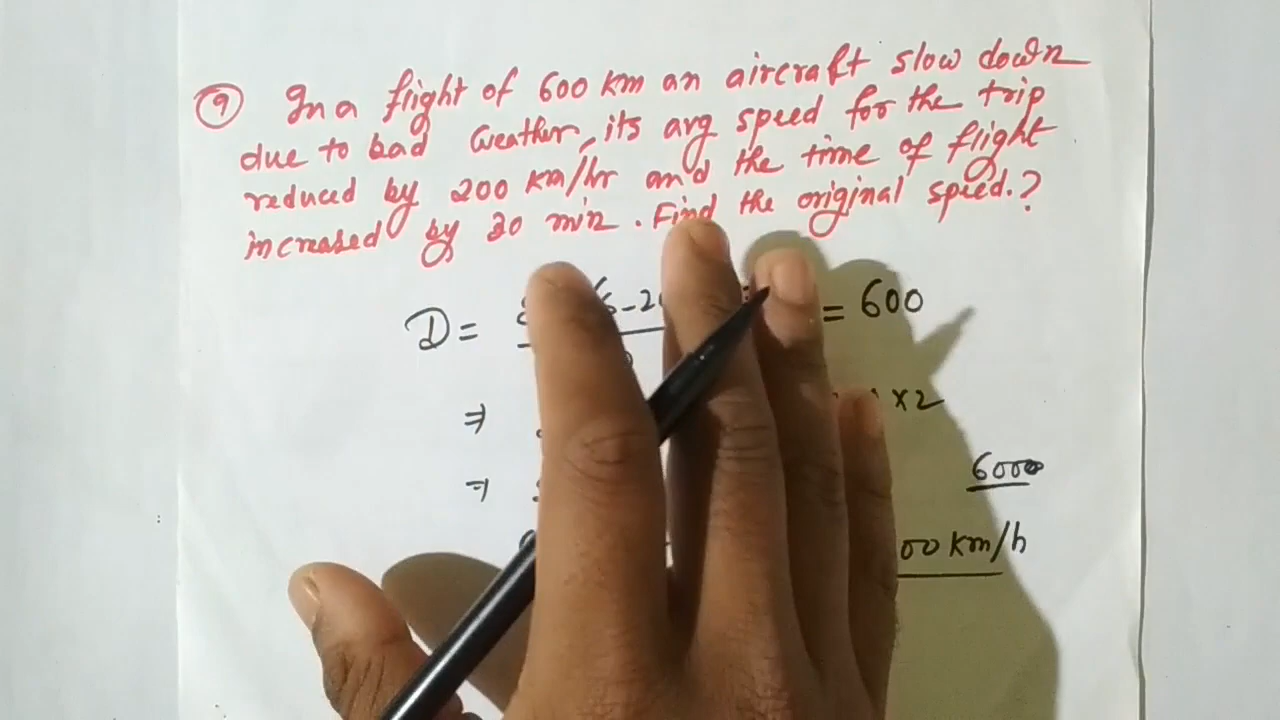 9 In a flight of 600 km an aircraft slow down
due to bad weather, its avg speed for the trip
reduced by 200 km/hr and the time of flight
increased by 30 min. Find the original speed.?
D = = 600
⇒ ×2
⇒ 6000
00 km/h